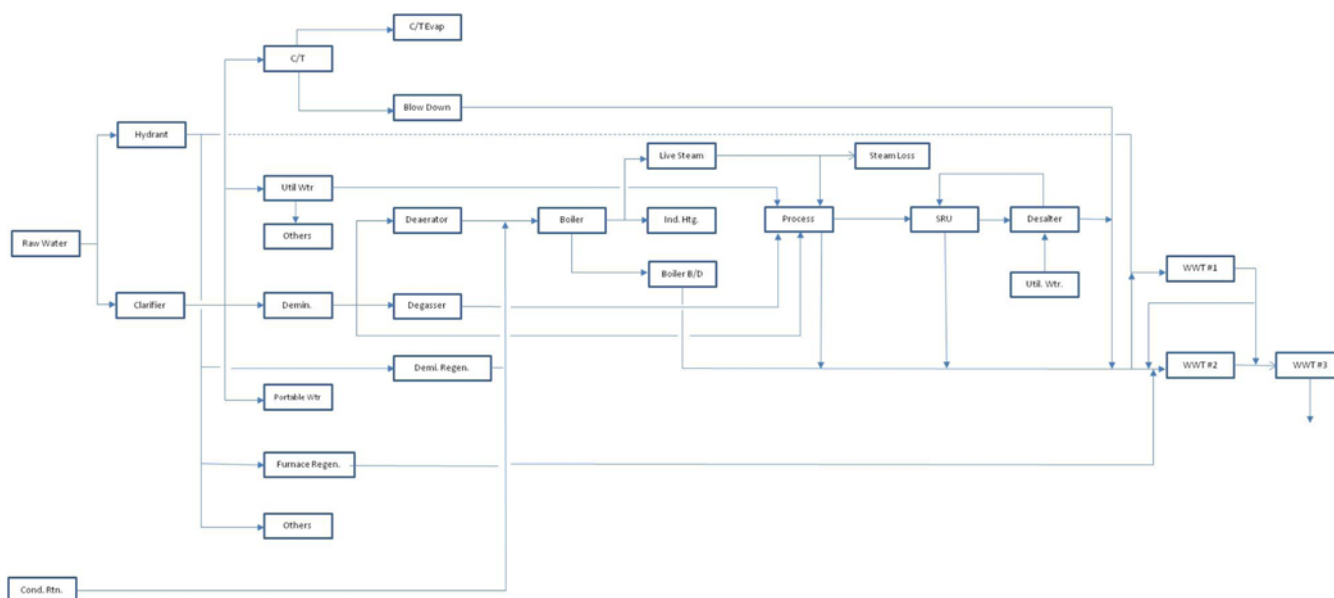 C/T Evap
C/T
Blow Down
Hydrant
Live Steam
Steam Loss
Util Wtr
Deaerator
Boiler
Ind. Htg.
Process
SRU
Desalter
Others
Raw Water
Boiler B/D
WWT #1
Util. Wtr.
Clarifier
Demin.
Degasser
Demi. Regen.
WWT #2
WWT #3
Portable Wtr
Furnace Regen.
Others
Cond. Rtn.